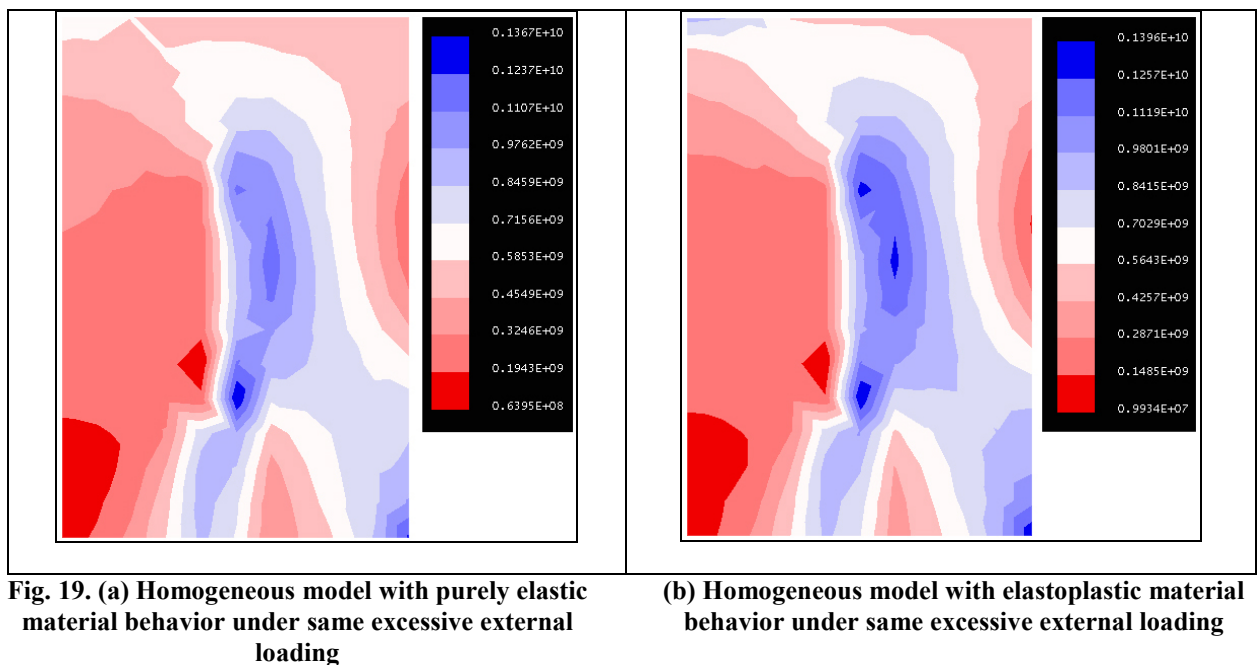 0.1367E+10
0.1237E+10
0.1107E+10
0.9762E+09
0.8459E+09
0.7156E+09
0.5853E+09
0.4549E+09
0.3246E+09
0.1943E+09
0.6395E+08
0.1396E+10
0.1257E+10
0.1119E+10
0.9801E+09
0.8415E+09
0.7029E+09
0.5643E+09
0.4257E+09
0.2871E+09
0.1485E+09
0.9934E+07
Fig. 19. (a) Homogeneous model with purely elastic
material behavior under same excessive external
loading
(b) Homogeneous model with elastoplastic material
behavior under same excessive external loading